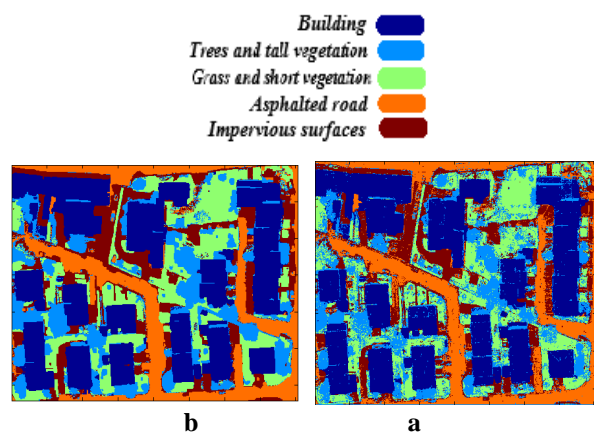 Building
Trees and tall vegetation
Grass and short vegetation
Asphalted road
Impervious surfaces
b
a